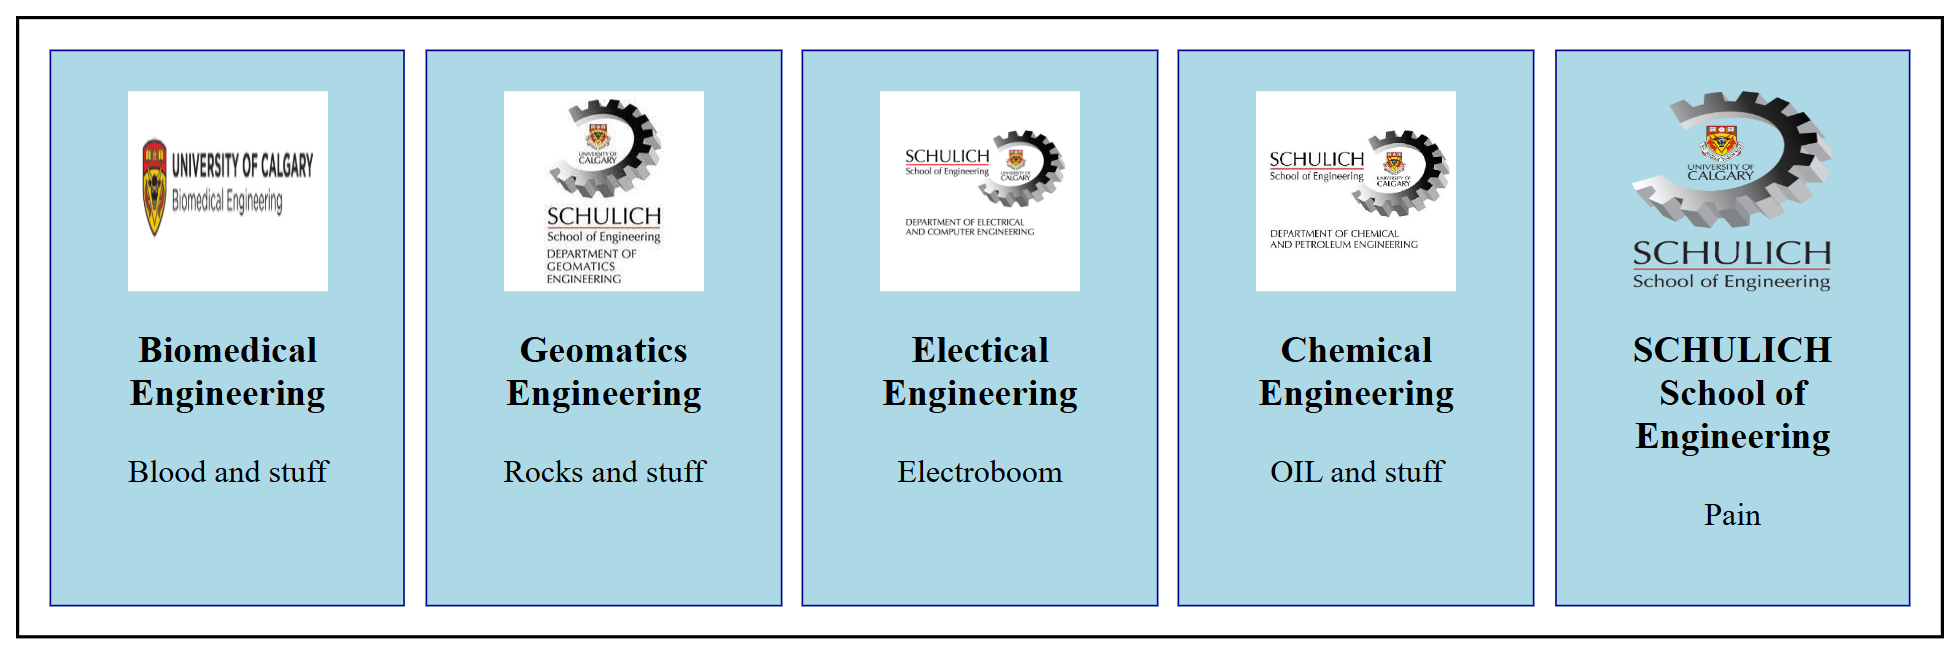 UNIVERSITY OF CALGARY
Biomedical Engineering
Biomedical
Engineering
Blood and stuff
UNIVERSITY OF
CALGARY
SCHULICH
School of Engineering
DEPARTMENT OF
GEOMATICS
ENGINEERING
Geomatics
Engineering
Rocks and stuff
SCHULICH
School of Engineering
UNIVERSITY OF
CALGARY
DEPARTMENT OF ELECTRICAL
AND COMPUTER ENGINEERING
Electical
Engineering
Electroboom
SCHULICH
School of Engineering
UNIVERSITY OF
CALGARY
DEPARTMENT OF CHEMICAL
AND PETROLEUM ENGINEERING
Chemical
Engineering
OIL and stuff
UNIVERSITY OF
CALGARY
SCHULICH
School of Engineering
SCHULICH
School of
Engineering
Pain